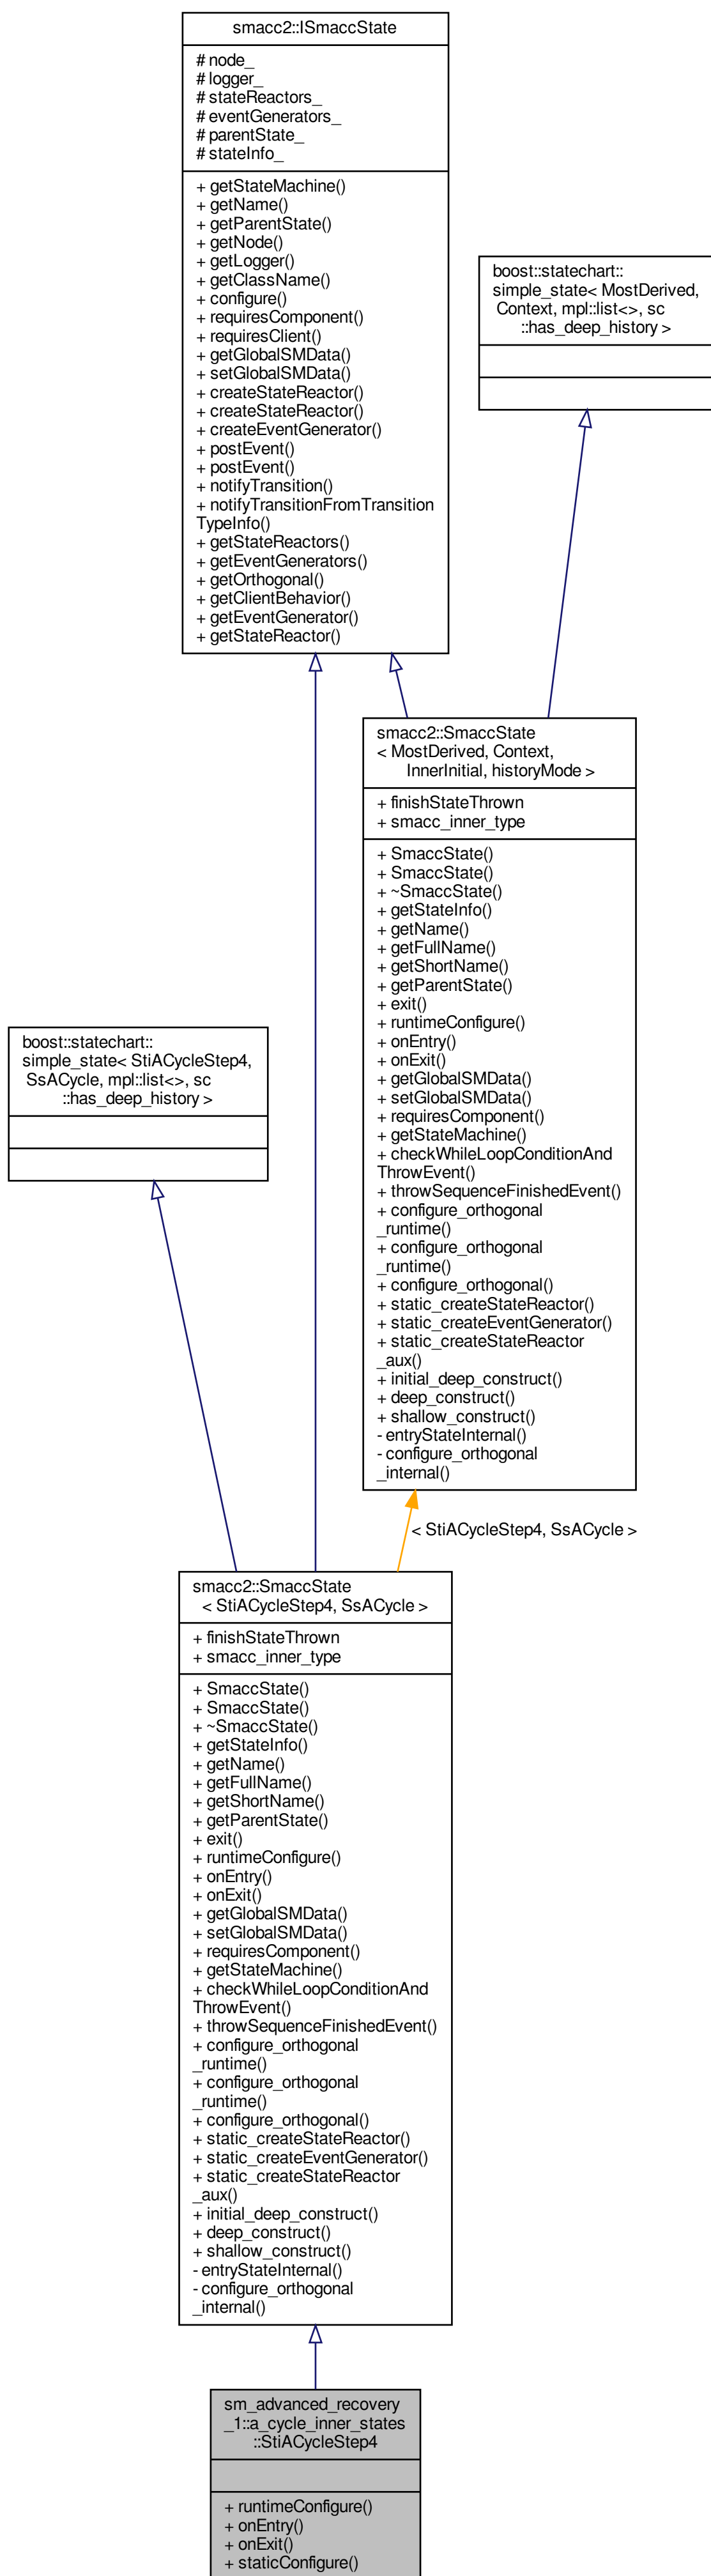 smacc2::ISmaccState
# node_
# logger_
# stateReactors_
# eventGenerators_
# parentState_
# stateInfo_
+ getStateMachine()
+ getName()
+ getParentState()
+ getNode()
+ getLogger()
+ getClassName()
+ configure()
+ requiresComponent()
+ requiresClient()
+ getGlobalSMData()
+ setGlobalSMData()
+ createStateReactor()
+ createStateReactor()
+ createEventGenerator()
+ postEvent()
+ postEvent()
+ notifyTransition()
+ notifyTransitionFromTransition
TypeInfo()
+ getStateReactors()
+ getEventGenerators()
+ getOrthogonal()
+ getClientBehavior()
+ getEventGenerator()
+ getStateReactor()
boost::statechart::
simple_state< MostDerived,
Context, mpl::list<>, sc
::has_deep_history >
smacc2::SmaccState
< MostDerived, Context,
InnerInitial, historyMode >
+ finishStateThrown
+ smacc_inner_type
+ SmaccState()
+ SmaccState()
+ ~SmaccState()
+ getStateInfo()
+ getName()
+ getFullName()
+ getShortName()
+ getParentState()
+ exit()
+ runtimeConfigure()
+ onEntry()
+ onExit()
+ getGlobalSMData()
+ setGlobalSMData()
+ requiresComponent()
+ getStateMachine()
+ checkWhileLoopConditionAnd
ThrowEvent()
+ throwSequenceFinishedEvent()
+ configure_orthogonal
_runtime()
+ configure_orthogonal
_runtime()
+ configure_orthogonal()
+ static_createStateReactor()
+ static_createEventGenerator()
+ static_createStateReactor
_aux()
+ initial_deep_construct()
+ deep_construct()
+ shallow_construct()
- entryStateInternal()
- configure_orthogonal
_internal()
boost::statechart::
simple_state< StiACycleStep4,
SsACycle, mpl::list<>, sc
::has_deep_history >
< StiACycleStep4, SsACycle >
smacc2::SmaccState
< StiACycleStep4, SsACycle >
+ finishStateThrown
+ smacc_inner_type
+ SmaccState()
+ SmaccState()
+ ~SmaccState()
+ getStateInfo()
+ getName()
+ getFullName()
+ getShortName()
+ getParentState()
+ exit()
+ runtimeConfigure()
+ onEntry()
+ onExit()
+ getGlobalSMData()
+ setGlobalSMData()
+ requiresComponent()
+ getStateMachine()
+ checkWhileLoopConditionAnd
ThrowEvent()
+ throwSequenceFinishedEvent()
+ configure_orthogonal
_runtime()
+ configure_orthogonal
_runtime()
+ configure_orthogonal()
+ static_createStateReactor()
+ static_createEventGenerator()
+ static_createStateReactor
_aux()
+ initial_deep_construct()
+ deep_construct()
+ shallow_construct()
- entryStateInternal()
- configure_orthogonal
_internal()
sm_advanced_recovery
_1::a_cycle_inner_states
::StiACycleStep4
+ runtimeConfigure()
+ onEntry()
+ onExit()
+ staticConfigure()